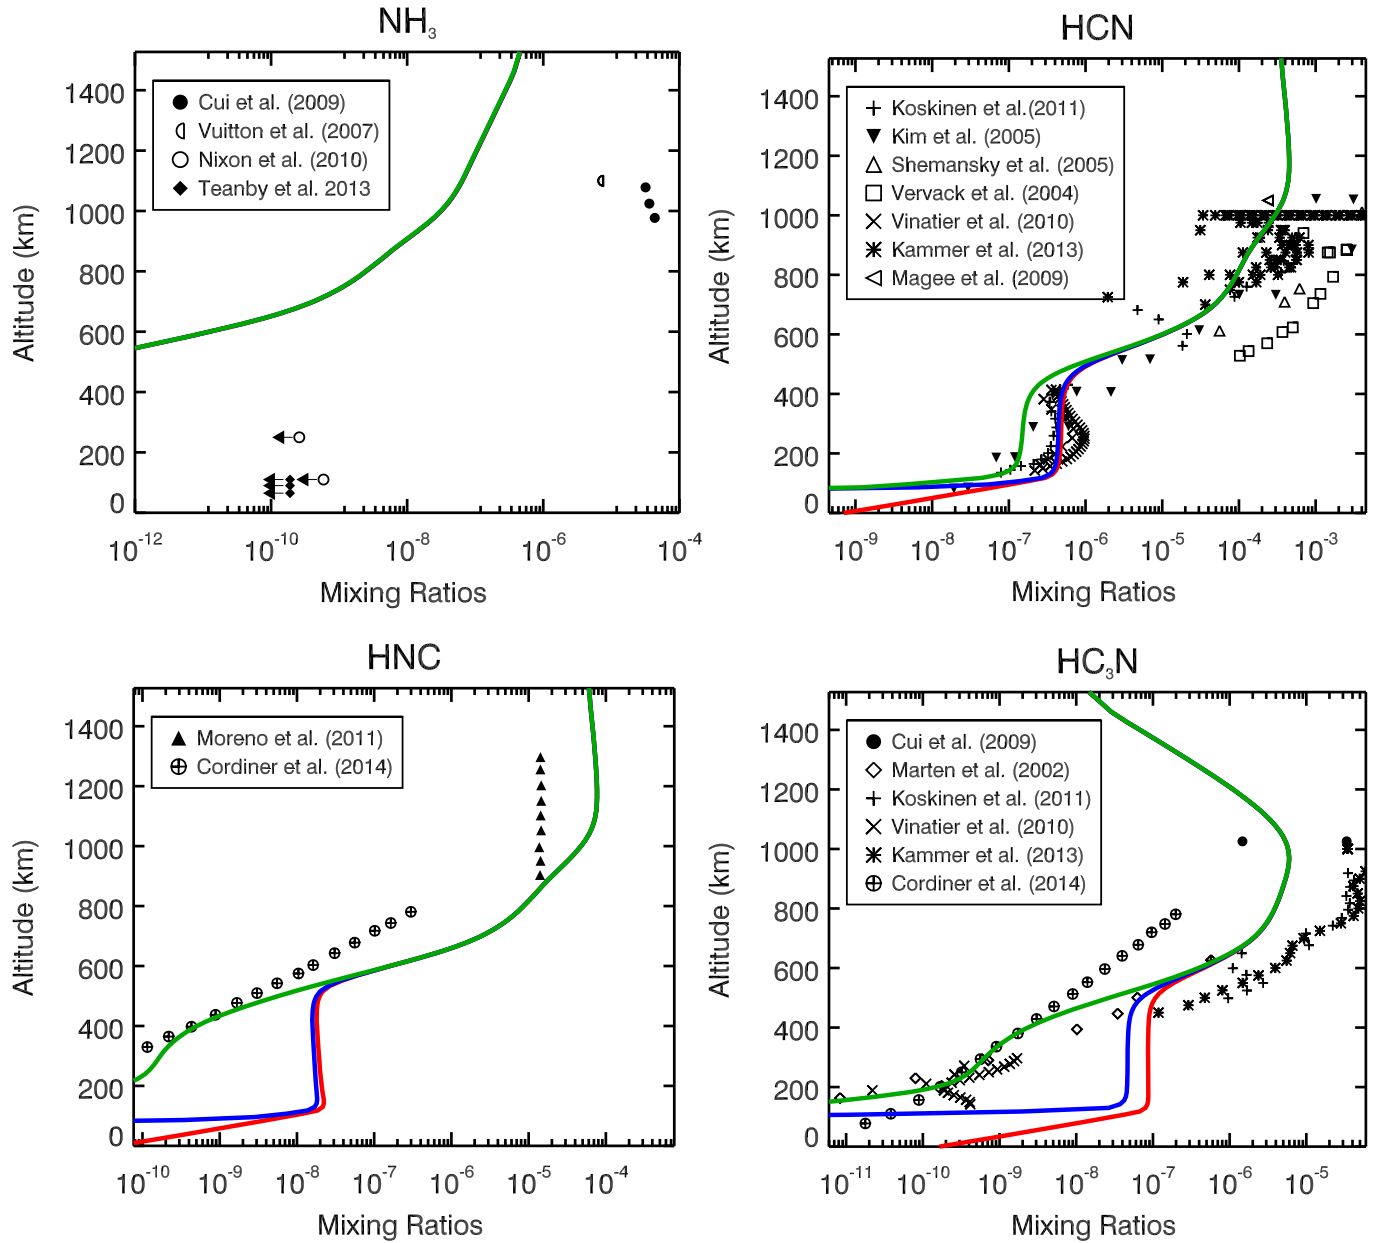 NH3
1400
1200
1000
800
600
400
200
0
Altitude (km)
Cui et al. (2009)
Vuitton et al. (2007)
Nixon et al. (2010)
Teanby et al. 2013
10-12 10-10 10-8 10-6 10-4
Mixing Ratios
HCN
1400
1200
1000
800
600
400
200
0
Altitude (km)
Koskinen et al.(2011)
Kim et al. (2005)
Shemansky et al. (2005)
Vervack et al. (2004)
Vinatier et al. (2010)
Kammer et al. (2013)
Magee et al. (2009)
10-9 10-8 10-7 10-6 10-5 10-4 10-3
Mixing Ratios
HNC
1400
1200
1000
800
600
400
200
0
Altitude (km)
Moreno et al. (2011)
Cordiner et al. (2014)
10-10 10-9 10-8 10-7 10-6 10-5 10-4
Mixing Ratios
HC3N
1400
1200
1000
800
600
400
200
0
Altitude (km)
Cui et al. (2009)
Marten et al. (2002)
Koskinen et al. (2011)
Vinatier et al. (2010)
Kammer et al. (2013)
Cordiner et al. (2014)
10-11 10-10 10-9 10-8 10-7 10-6 10-5
Mixing Ratios